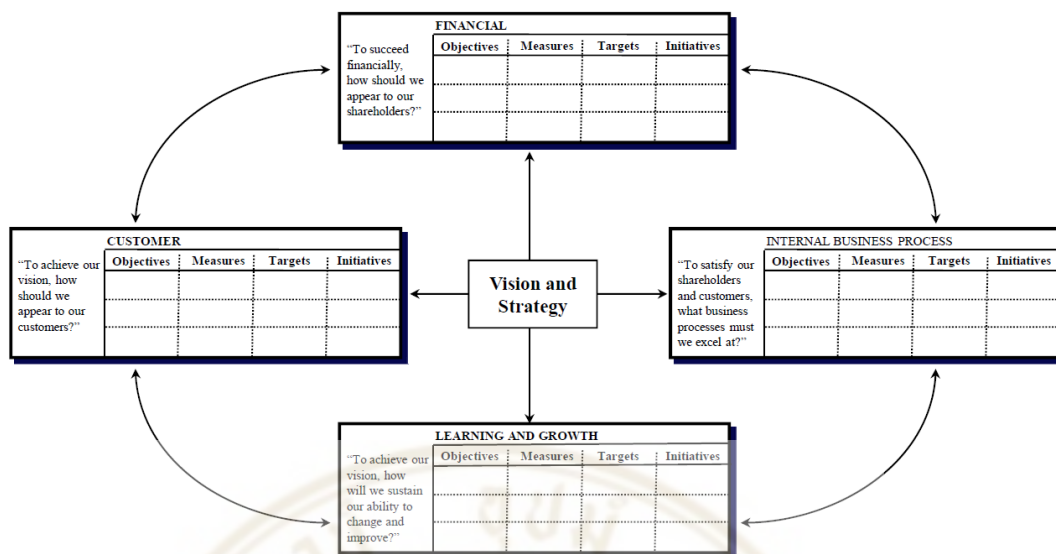 FINANCIAL
“To succeed
financially,
how should we
appear to our
shareholders?”
Objectives Measures Targets Initiatives
CUSTOMER
“To achieve our
vision, how
should we
appear to our
customers?”
Objectives Measures Targets Initiatives
Vision and
Strategy
INTERNAL BUSINESS PROCESS
“To satisfy our
shareholders
and customers,
what business
processes must
we excel at?”
Objectives Measures Targets Initiatives
LEARNING AND GROWTH
“To achieve our
vision, how
will we sustain
our ability to
change and
improve?”
Objectives Measures Targets Initiatives